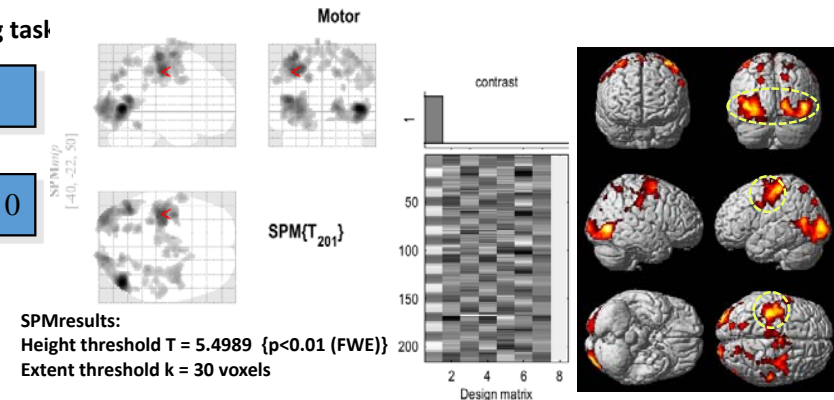 g task
0
Motor
SPMmip
[-40, -22, 50]
SPM{T201}
SPMresults:
Height threshold T = 5.4989 {p<0.01 (FWE)}
Extent threshold k = 30 voxels
contrast
1
50
100
150
200
2 4 6 8
Design matrix